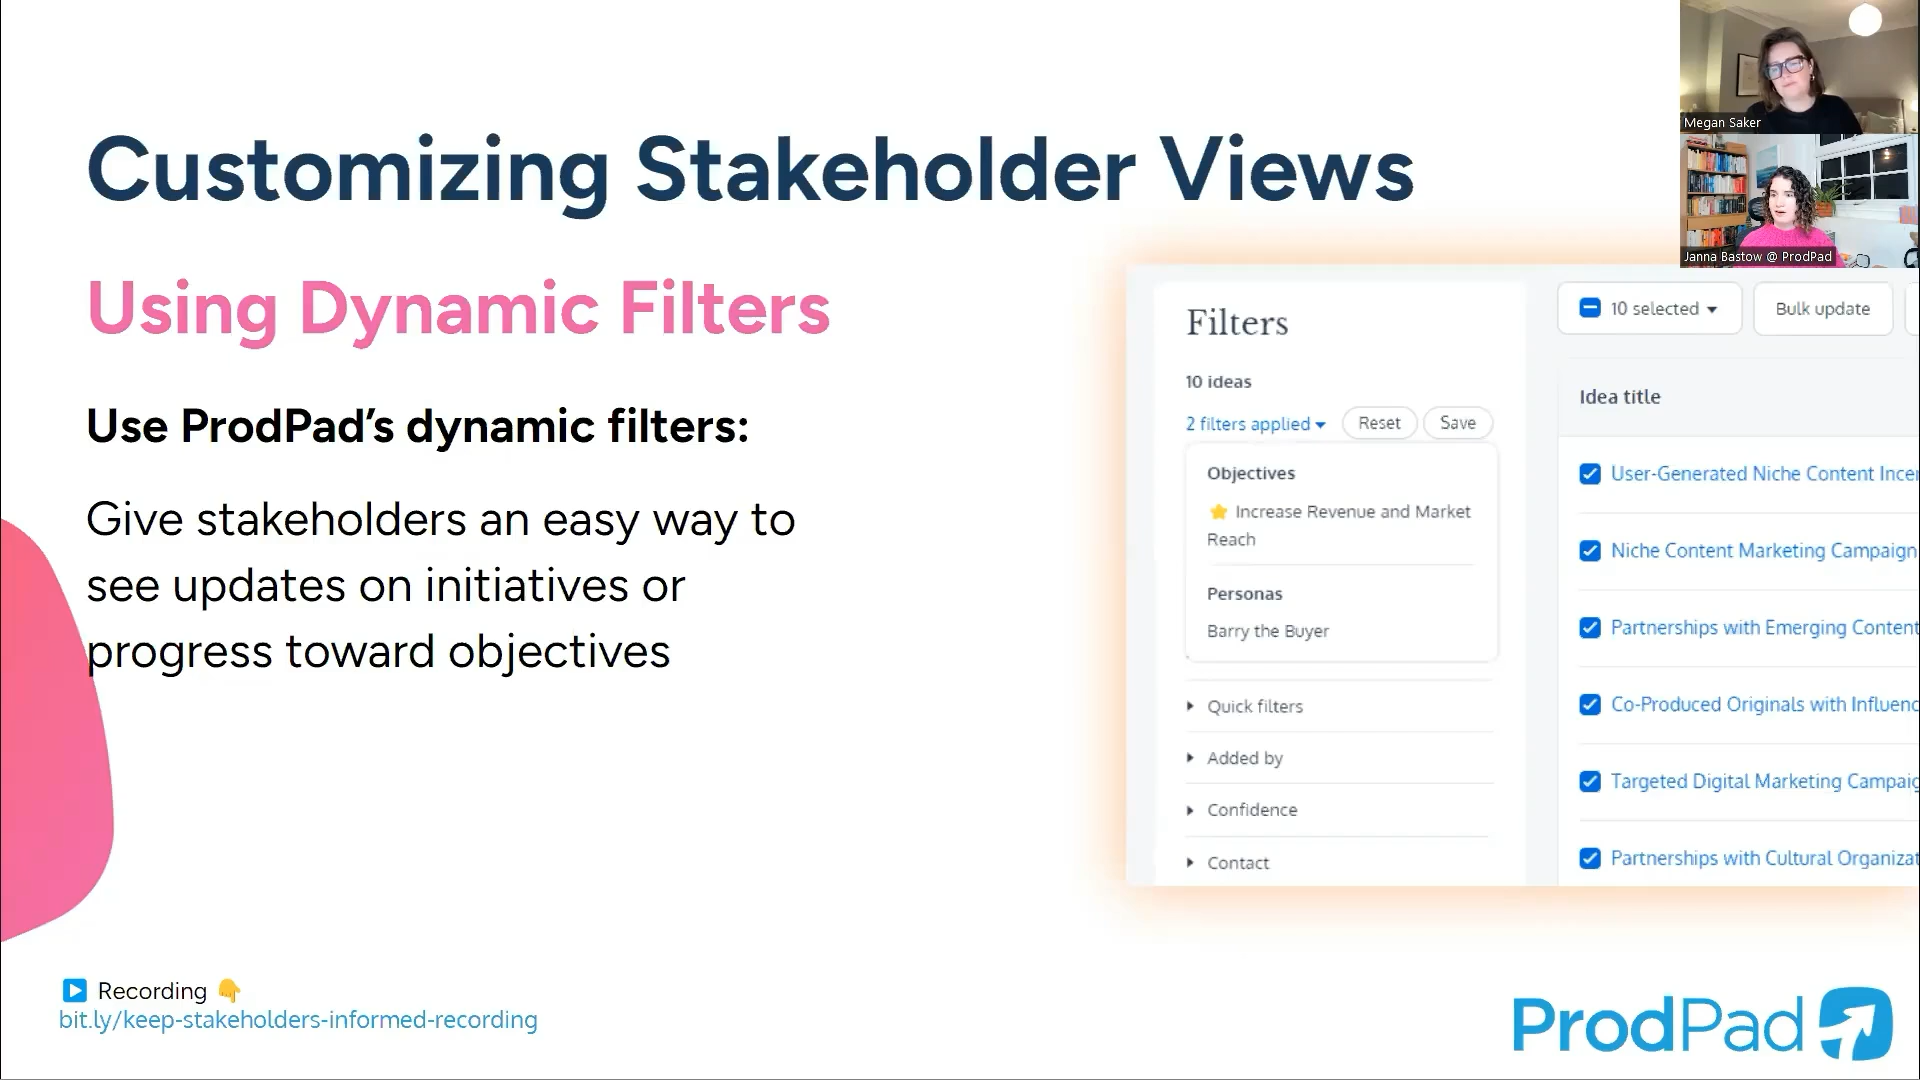 Customizing Stakeholder Views
Using Dynamic Filters
Use ProdPad’s dynamic filters:
Give stakeholders an easy way to
see updates on initiatives or
progress toward objectives
Recording
bit.ly/keep-stakeholders-informed-recording
Filters
10 ideas
2 filters applied
Reset
Save
Objectives
Increase Revenue and Market
Reach
Personas
Barry the Buyer
Quick filters
Added by
Confidence
Contact
10 selected
Bulk update
Idea title
User-Generated Niche Content
Niche Content Marketing Campaign
Partnerships with Emerging Content
Co-Produced Originals with
Targeted Digital Marketing
Partnerships with Cultural
Megan Saker
Janna Bastow @ ProdPad
ProdPad